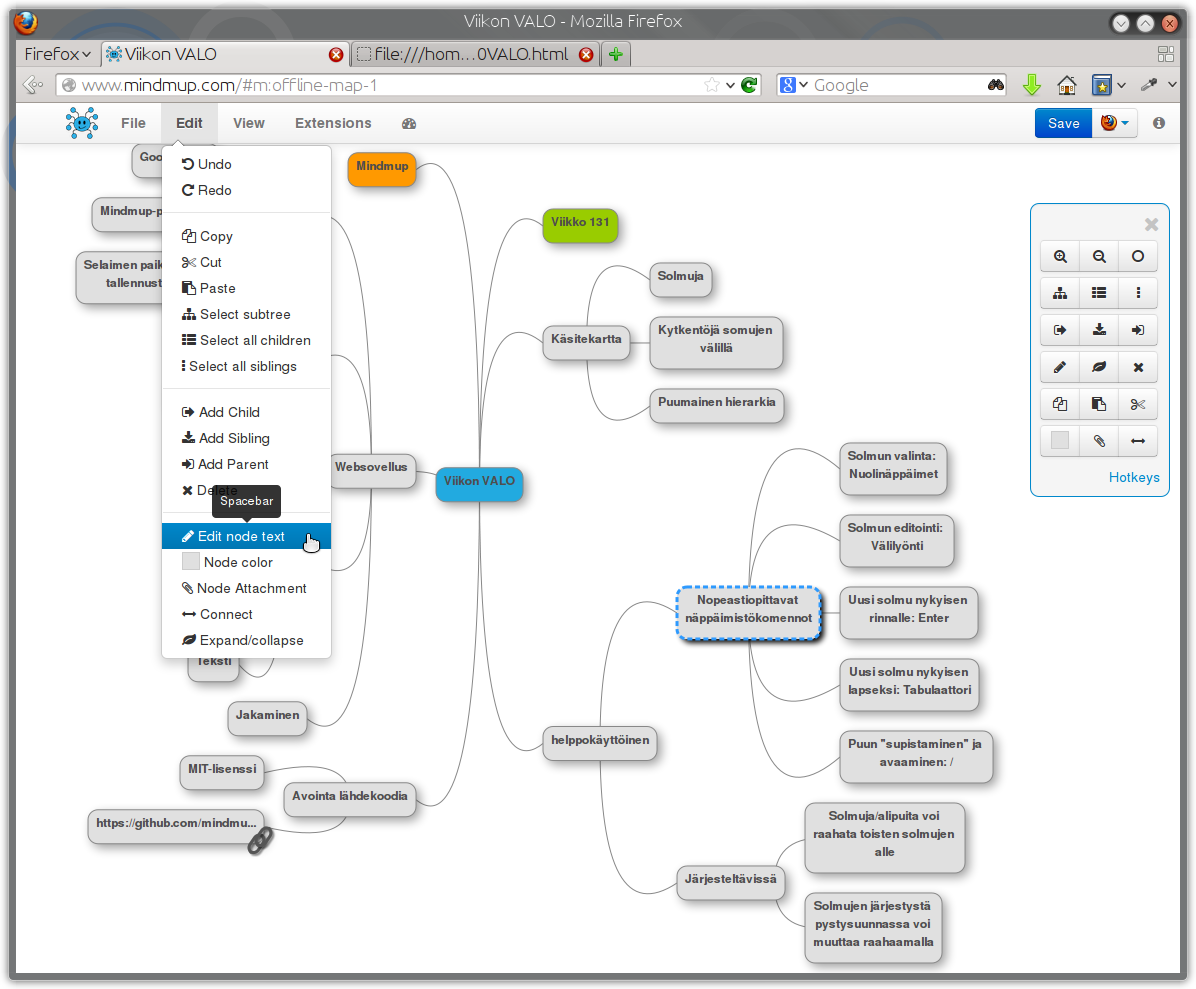 Viikon VALO - Mozilla Firefox
Firefox
Viikon VALO
file:///hom...0VALO.html
www.mindmup.com/#m:offline-map-1
Google
File
Edit
View
Extensions
Save
Undo
Redo
Copy
Cut
Paste
Select subtree
Select all children
Select all siblings
Add Child
Add Sibling
Add Parent
Delete
Spacebar
Edit node text
Node color
Node Attachment
Connect
Expand/collapse
Goo
Mindmup-p
Selaimen paik
tallennust
Websovellus
Teksti
Jakaminen
MIT-lisenssi
Avointa lähdekoodia
https://github.com/mindmu...
Mindmup
Viikon VALO
Viikko 131
Käsitekartta
Solmuja
Kytkentöjä somujen
välillä
Puumainen hierarkia
helppokäyttöinen
Nopeastiopittavat
näppäimistökomennot
Solmun valinta:
Nuolinäppäimet
Solmun editointi:
Välilyönti
Uusi solmu nykyisen
rinnalle: Enter
Uusi solmu nykyisen
lapseksi: Tabulaattori
Puun "supistaminen" ja
avaaminen: /
Järjesteltävissä
Solmuja/alipuita voi
raahata toisten solmujen
alle
Solmujen järjestystä
pystysuunnassa voi
muuttaa raahaamalla
Hotkeys